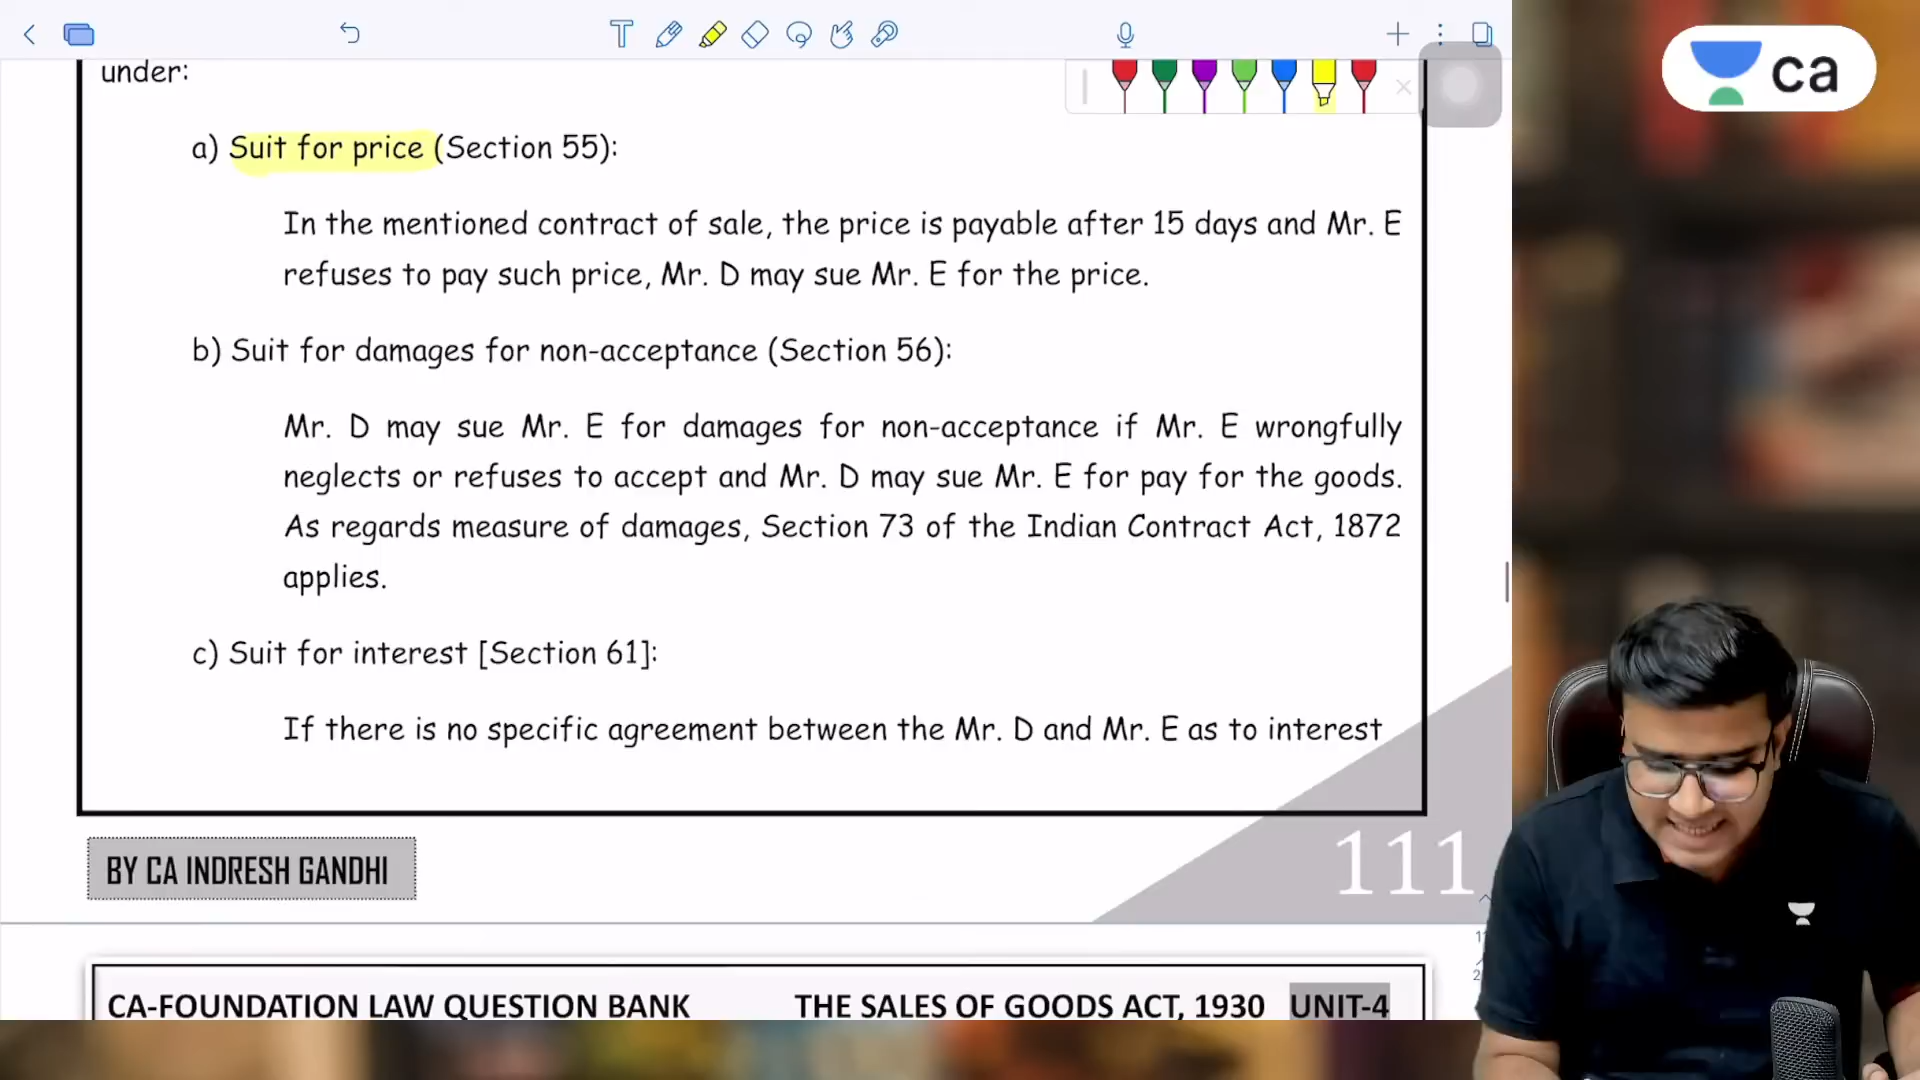 under:
ca
a) Suit for price (Section 55):
In the mentioned contract of sale, the price is payable after 15 days and Mr. E
refuses to pay such price, Mr. D may sue Mr. E for the price.
b) Suit for damages for non-acceptance (Section 56):
Mr. D may sue Mr. E for damages for non-acceptance if Mr. E wrongfully
neglects or refuses to accept and Mr. D may sue Mr. E for pay for the goods.
As regards measure of damages, Section 73 of the Indian Contract Act, 1872
applies.
c) Suit for interest [Section 61]:
If there is no specific agreement between the Mr. D and Mr. E as to interest
BY CA INDRESH GANDHI
111
CA-FOUNDATION LAW QUESTION BANK THE SALES OF GOODS ACT, 1930 UNIT-4